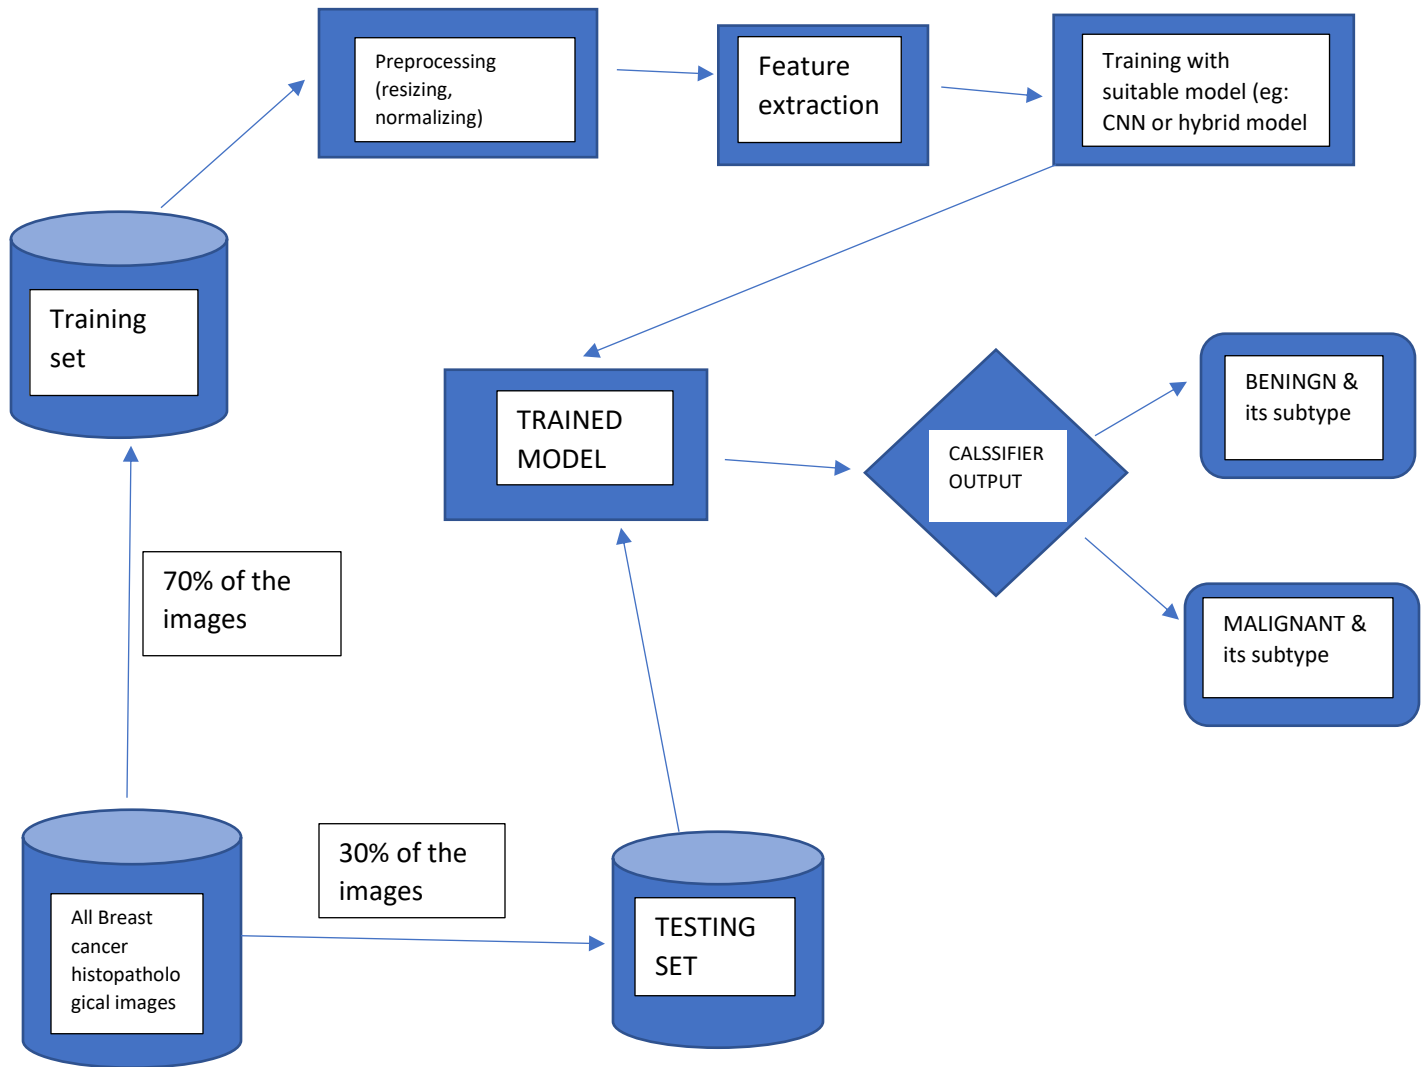 Preprocessing
(resizing,
normalizing)
Feature
extraction
Training with
suitable model (eg:
CNN or hybrid model
Training
set
TRAINED
MODEL
CALSSIFIER
OUTPUT
BENINGN &
its subtype
MALIGNANT &
its subtype
70% of the
images
30% of the
images
All Breast
cancer
histopatholo
gical images
TESTING
SET